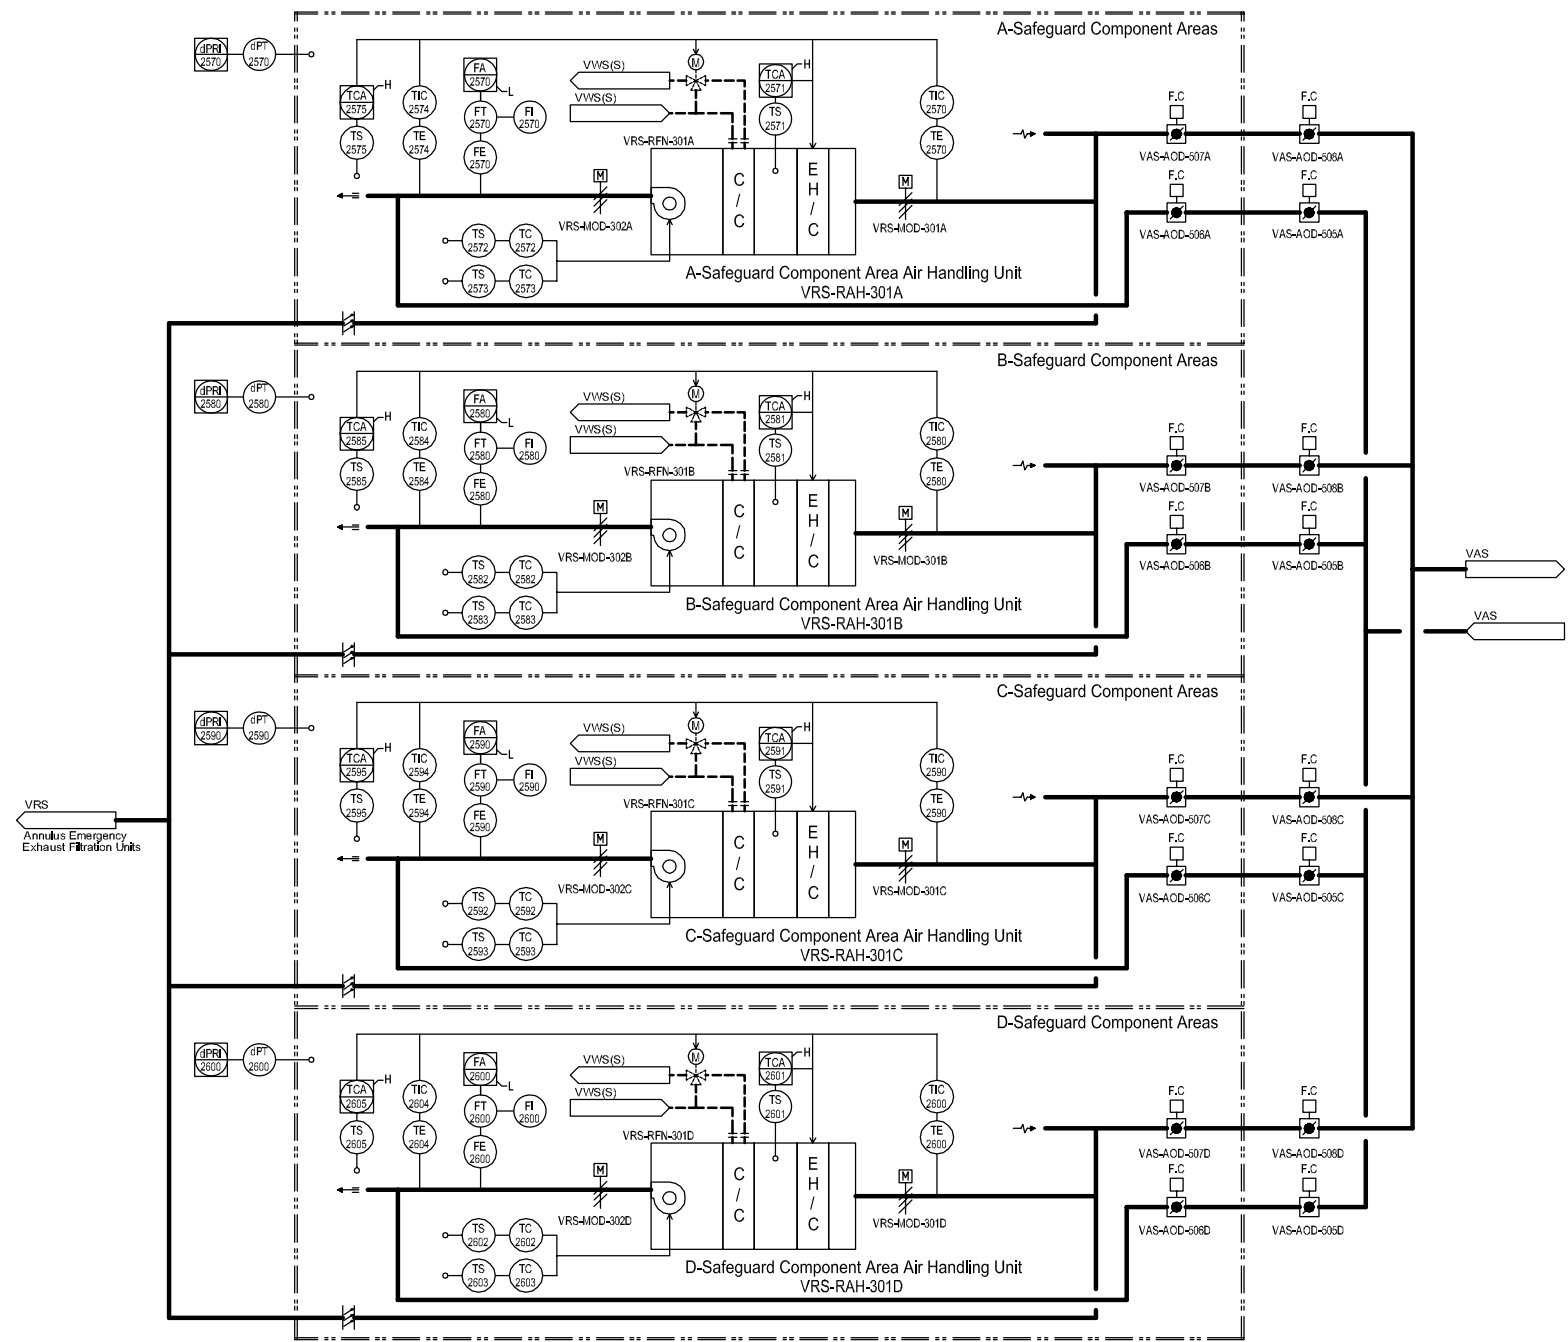 A-Safeguard Component Areas
dPRI
2570
dPT
2570
TCA
2575
H
TS
2575
TIC
2574
TE
2574
FA
2570
L
FT
2570
FI
2570
FE
2570
VWS(S)
VWS(S)
M
TCA
2571
H
TS
2571
TIC
2570
TE
2570
VRS-RFN-301A
C/C
EH/C
M
VRS-MOD-302A
M
VRS-MOD-301A
TS
2572
TC
2572
TS
2573
TC
2573
A-Safeguard Component Area Air Handling Unit
VRS-RAH-301A
F.C
VAS-AOD-507A
F.C
VAS-AOD-508A
F.C
VAS-AOD-506A
F.C
VAS-AOD-505A
B-Safeguard Component Areas
dPRI
2580
dPT
2580
TCA
2585
H
TS
2585
TIC
2584
TE
2584
FA
2580
L
FT
2580
FI
2580
FE
2580
VWS(S)
VWS(S)
M
TCA
2581
H
TS
2581
TIC
2580
TE
2580
VRS-RFN-301B
C/C
EH/C
M
VRS-MOD-302B
M
VRS-MOD-301B
TS
2582
TC
2582
TS
2583
TC
2583
B-Safeguard Component Area Air Handling Unit
VRS-RAH-301B
F.C
VAS-AOD-507B
F.C
VAS-AOD-508B
F.C
VAS-AOD-506B
F.C
VAS-AOD-505B
VAS
VAS
C-Safeguard Component Areas
dPRI
2590
dPT
2590
TCA
2595
H
TS
2595
TIC
2594
TE
2594
FA
2590
L
FT
2590
FI
2590
FE
2590
VWS(S)
VWS(S)
M
TCA
2591
H
TS
2591
TIC
2590
TE
2590
VRS-RFN-301C
C/C
EH/C
M
VRS-MOD-302C
M
VRS-MOD-301C
TS
2592
TC
2592
TS
2593
TC
2593
C-Safeguard Component Area Air Handling Unit
VRS-RAH-301C
F.C
VAS-AOD-507C
F.C
VAS-AOD-508C
F.C
VAS-AOD-506C
F.C
VAS-AOD-505C
VRS
Annulus Emergency
Exhaust Filtration Units
D-Safeguard Component Areas
dPRI
2600
dPT
2600
TCA
2605
H
TS
2605
TIC
2604
TE
2604
FA
2600
L
FT
2600
FI
2600
FE
2600
VWS(S)
VWS(S)
M
TCA
2601
H
TS
2601
TIC
2600
TE
2600
VRS-RFN-301D
C/C
EH/C
M
VRS-MOD-302D
M
VRS-MOD-301D
TS
2602
TC
2602
TS
2603
TC
2603
D-Safeguard Component Area Air Handling Unit
VRS-RAH-301D
F.C
VAS-AOD-507D
F.C
VAS-AOD-508D
F.C
VAS-AOD-506D
F.C
VAS-AOD-505D